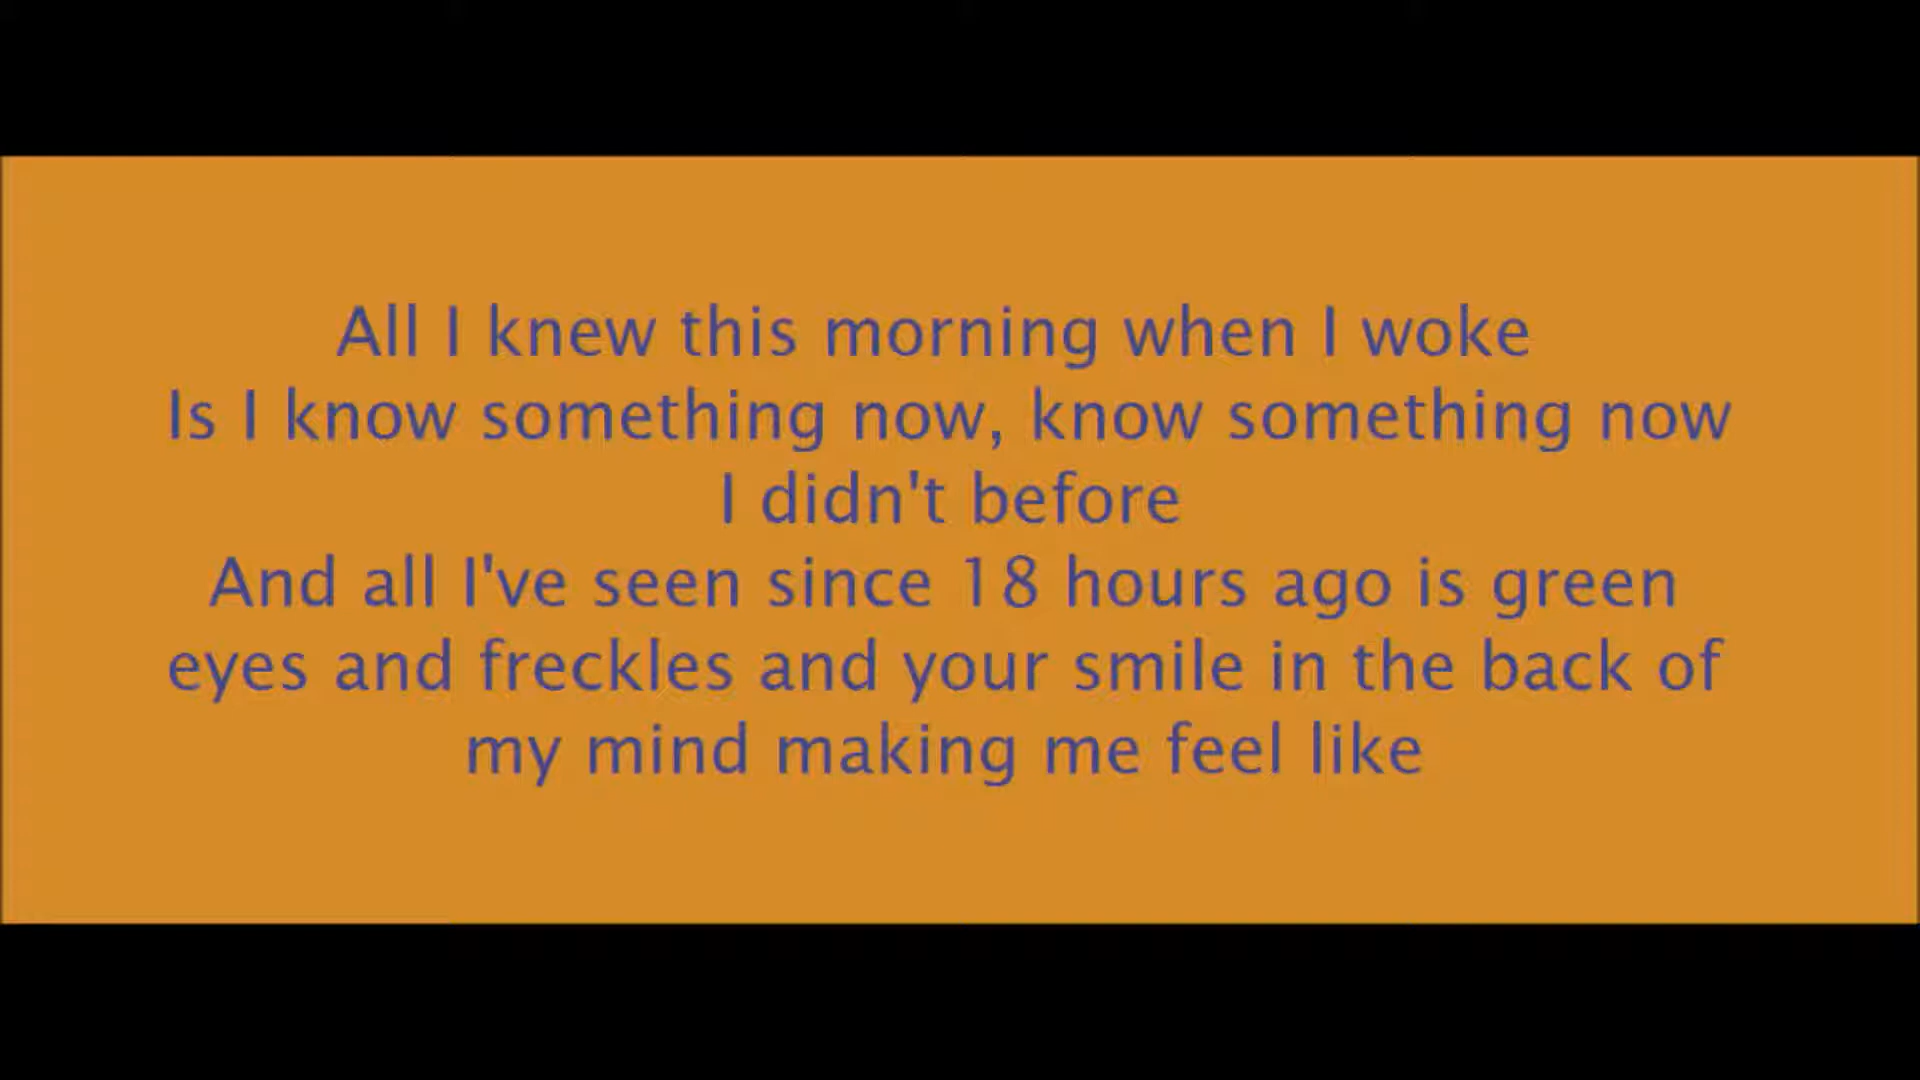 All I knew this morning when I woke
Is I know something now, know something now
I didn't before
And all I've seen since 18 hours ago is green
eyes and freckles and your smile in the back of
my mind making me feel like